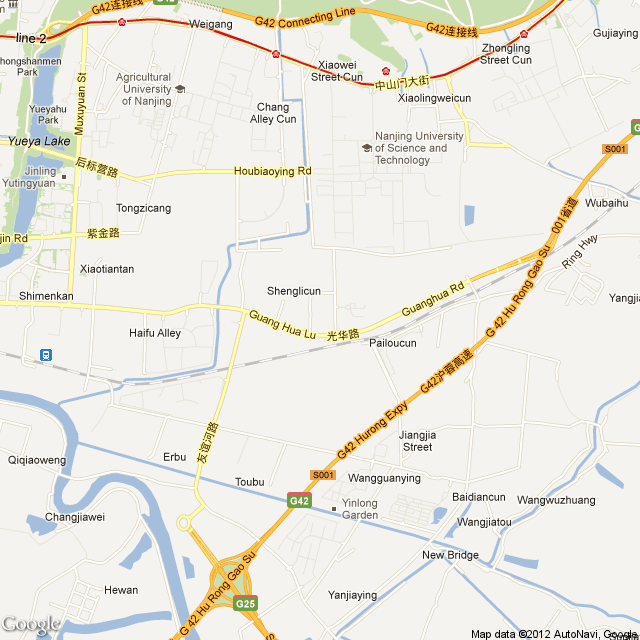 G42连接线
G42 Connecting Line
G42连接线
Weigang
line 2
Gujiaying
Zhongling
Street Cun
Xiaowei
Street Cun
中山门大街
Xiaolingweicun
Agricultural
University
of Nanjing
Chang
Alley Cun
Muxuyuan St
hongshanmen
Park
Yueyahu
Park
Yueya Lake
Nanjing University
of Science and
Technology
S001
后标营路
Houbiaoying Rd
Jinling
Yutingyuan
Tongzicang
Wubaihu
001省道
jin Rd
紫金路
Ring Hwy
G 42 Hu Rong Gao Su
Xiaotiantan
Shimenkan
Shenglicun
Guanghua Rd
Yangjia
Guang Hua Lu
光华路
Haifu Alley
Pailoucun
G42沪蓉高速
G42 Hurong Expy
Jiangjia
Street
友谊河路
Qiqiaoweng
Erbu
Toubu
S001
Wangguanying
G42
Baidiancun
Wangwuzhuang
Yinlong
Garden
Wangjiatou
Changjiawei
New Bridge
G 42 Hu Rong Gao Su
Hewan
Yanjiaying
G25
Google
Map data ©2012 AutoNavi, Google